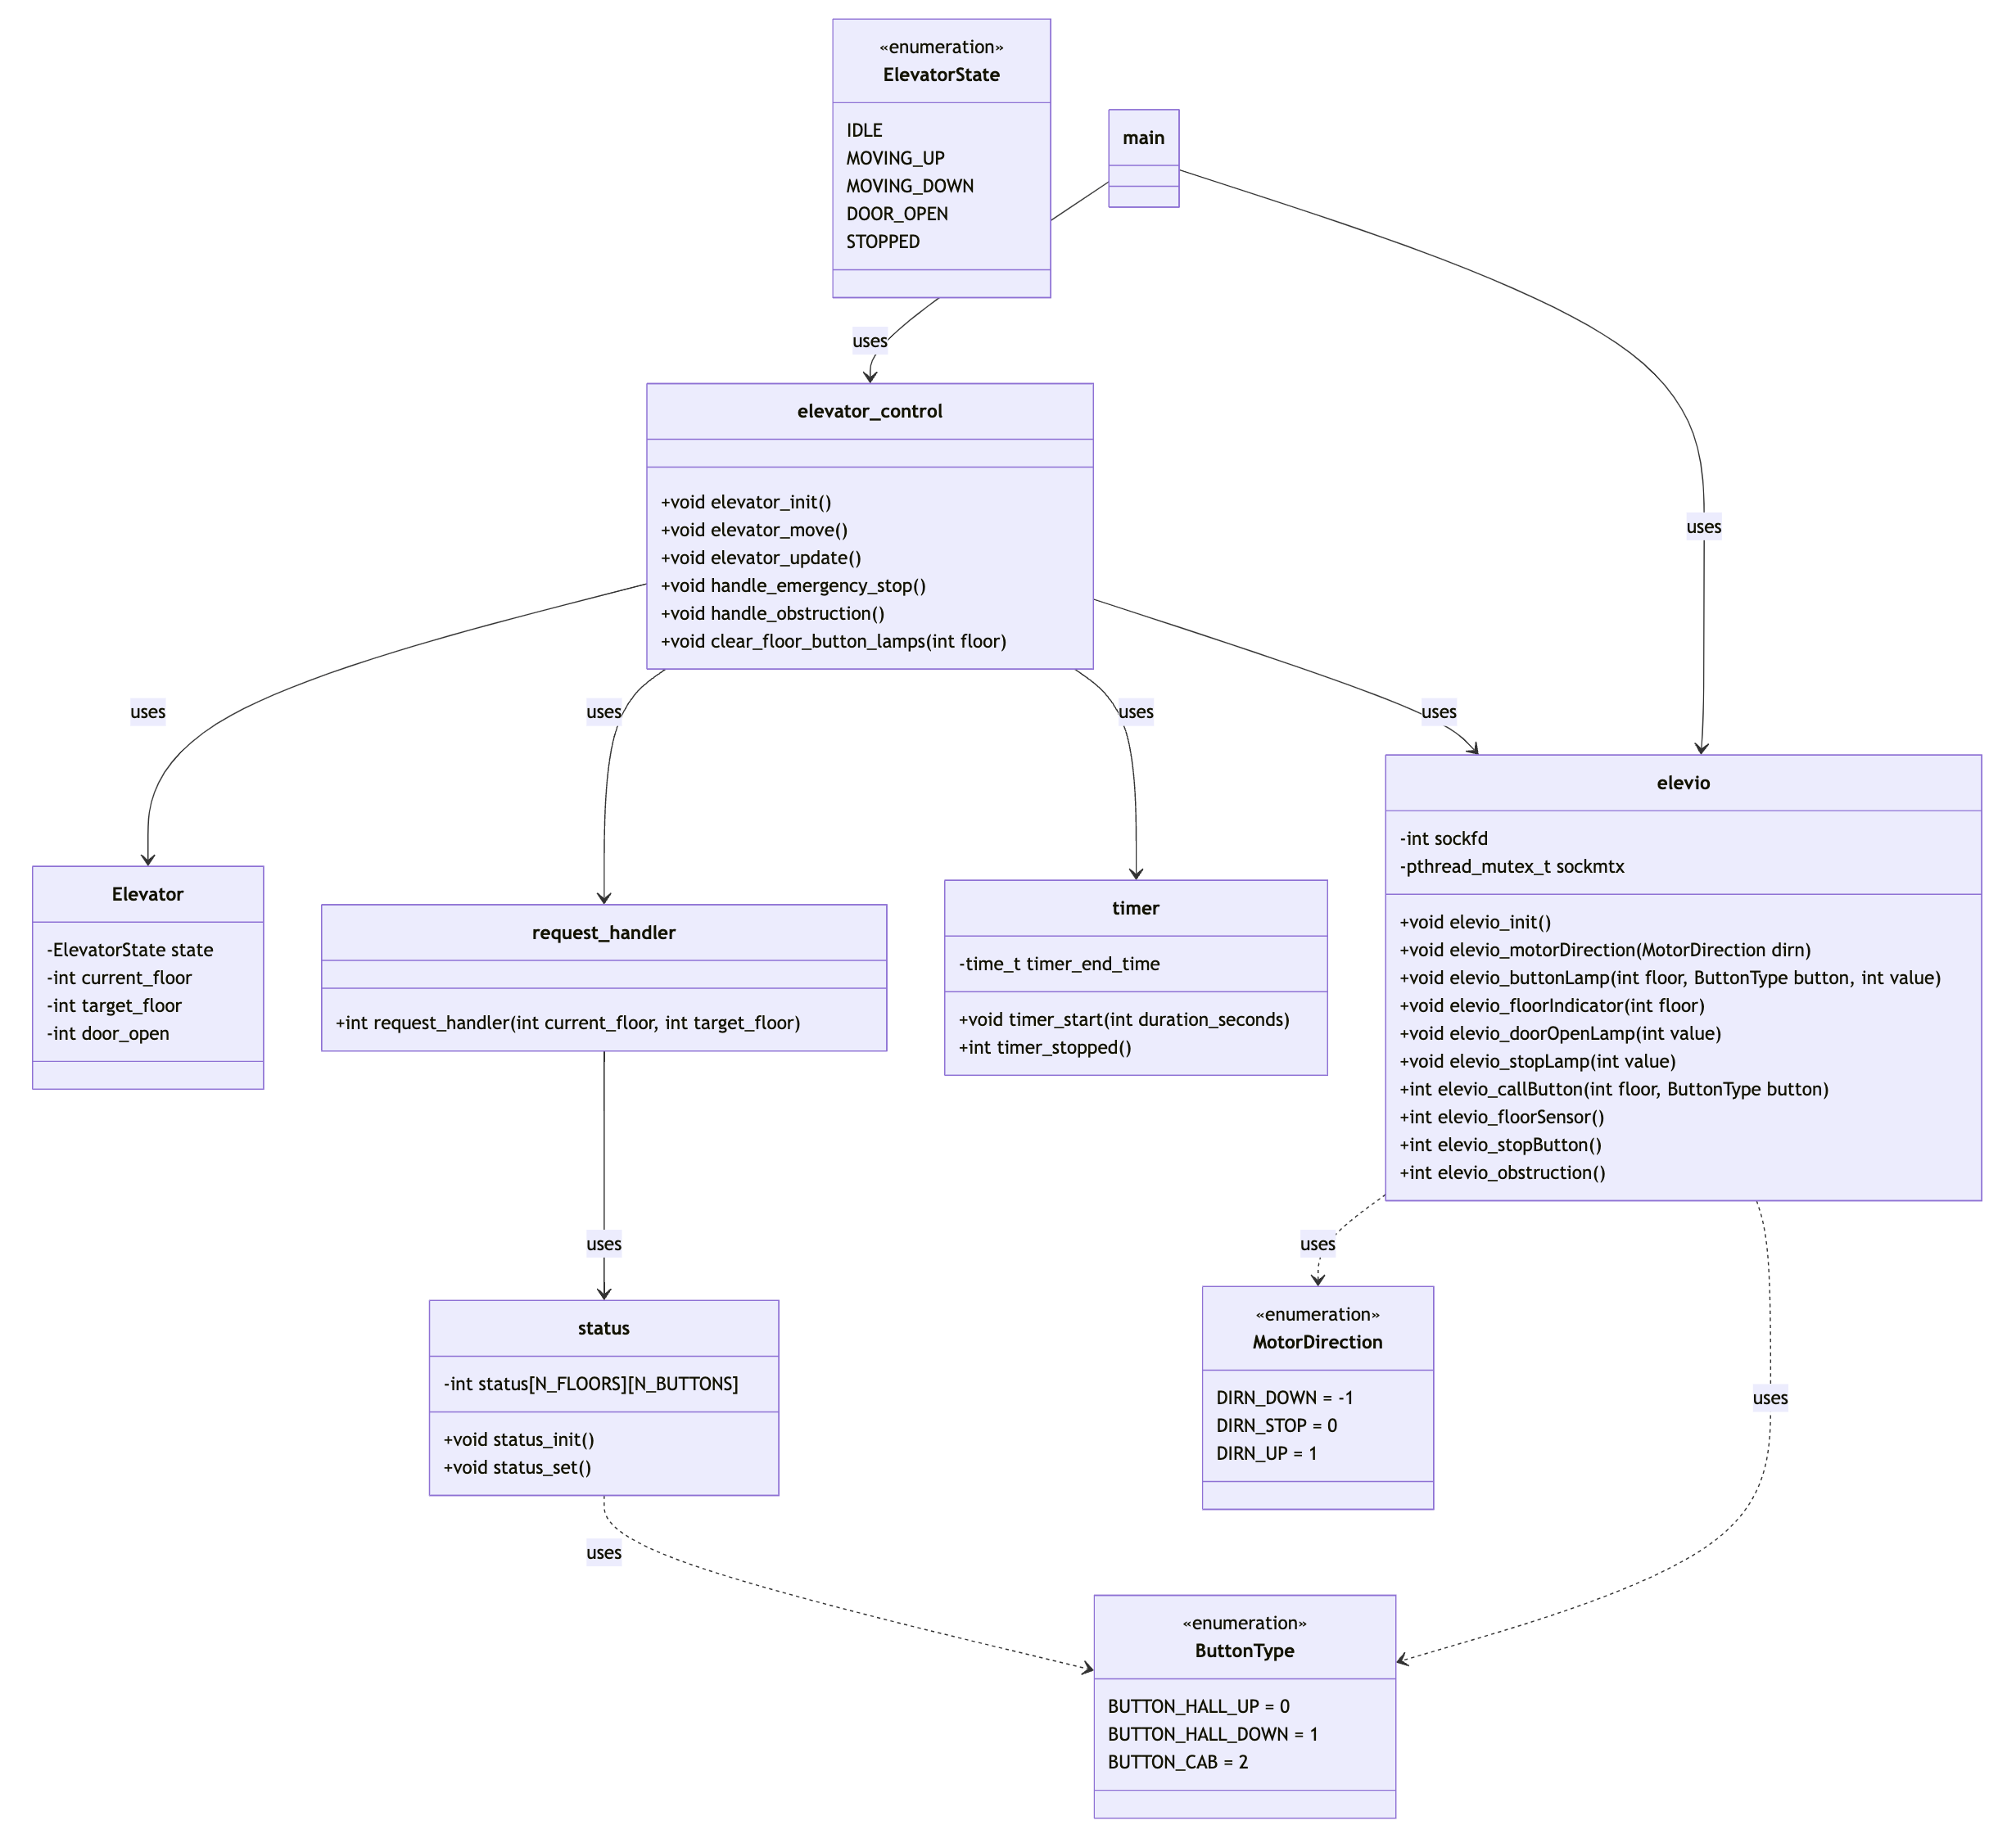 «enumeration»
ElevatorState
IDLE
MOVING_UP
MOVING_DOWN
DOOR_OPEN
STOPPED
main
uses
elevator_control
+void elevator_init()
+void elevator_move()
+void elevator_update()
+void handle_emergency_stop()
+void handle_obstruction()
+void clear_floor_button_lamps(int floor)
uses
uses
uses
uses
uses
Elevator
-ElevatorState state
-int current_floor
-int target_floor
-int door_open
request_handler
+int request_handler(int current_floor, int target_floor)
timer
-time_t timer_end_time
+void timer_start(int duration_seconds)
+int timer_stopped()
elevio
-int sockfd
-pthread_mutex_t sockmtx
+void elevio_init()
+void elevio_motorDirection(MotorDirection dirn)
+void elevio_buttonLamp(int floor, ButtonType button, int value)
+void elevio_floorIndicator(int floor)
+void elevio_doorOpenLamp(int value)
+void elevio_stopLamp(int value)
+int elevio_callButton(int floor, ButtonType button)
+int elevio_floorSensor()
+int elevio_stopButton()
+int elevio_obstruction()
uses
uses
status
-int status[N_FLOORS][N_BUTTONS]
+void status_init()
+void status_set()
«enumeration»
MotorDirection
DIRN_DOWN = -1
DIRN_STOP = 0
DIRN_UP = 1
uses
uses
«enumeration»
ButtonType
BUTTON_HALL_UP = 0
BUTTON_HALL_DOWN = 1
BUTTON_CAB = 2